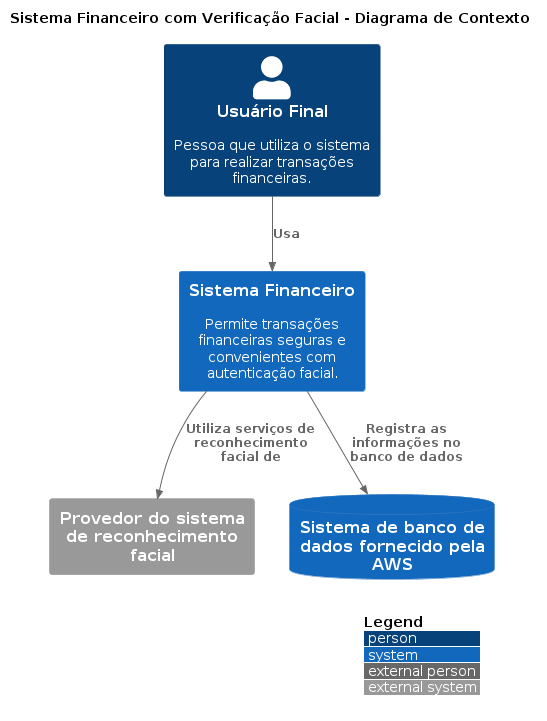 Sistema Financeiro com Verificação Facial - Diagrama de Contexto
Usuário Final
Pessoa que utiliza o sistema
para realizar transações
financeiras.
Usa
Sistema Financeiro
Permite transações
financeiras seguras e
convenientes com
autenticação facial.
Utiliza serviços de
reconhecimento
facial de
Registra as
informações no
banco de dados
Provedor do sistema
de reconhecimento
facial
Sistema de banco de
dados fornecido pela
AWS
Legend
person
system
external person
external system